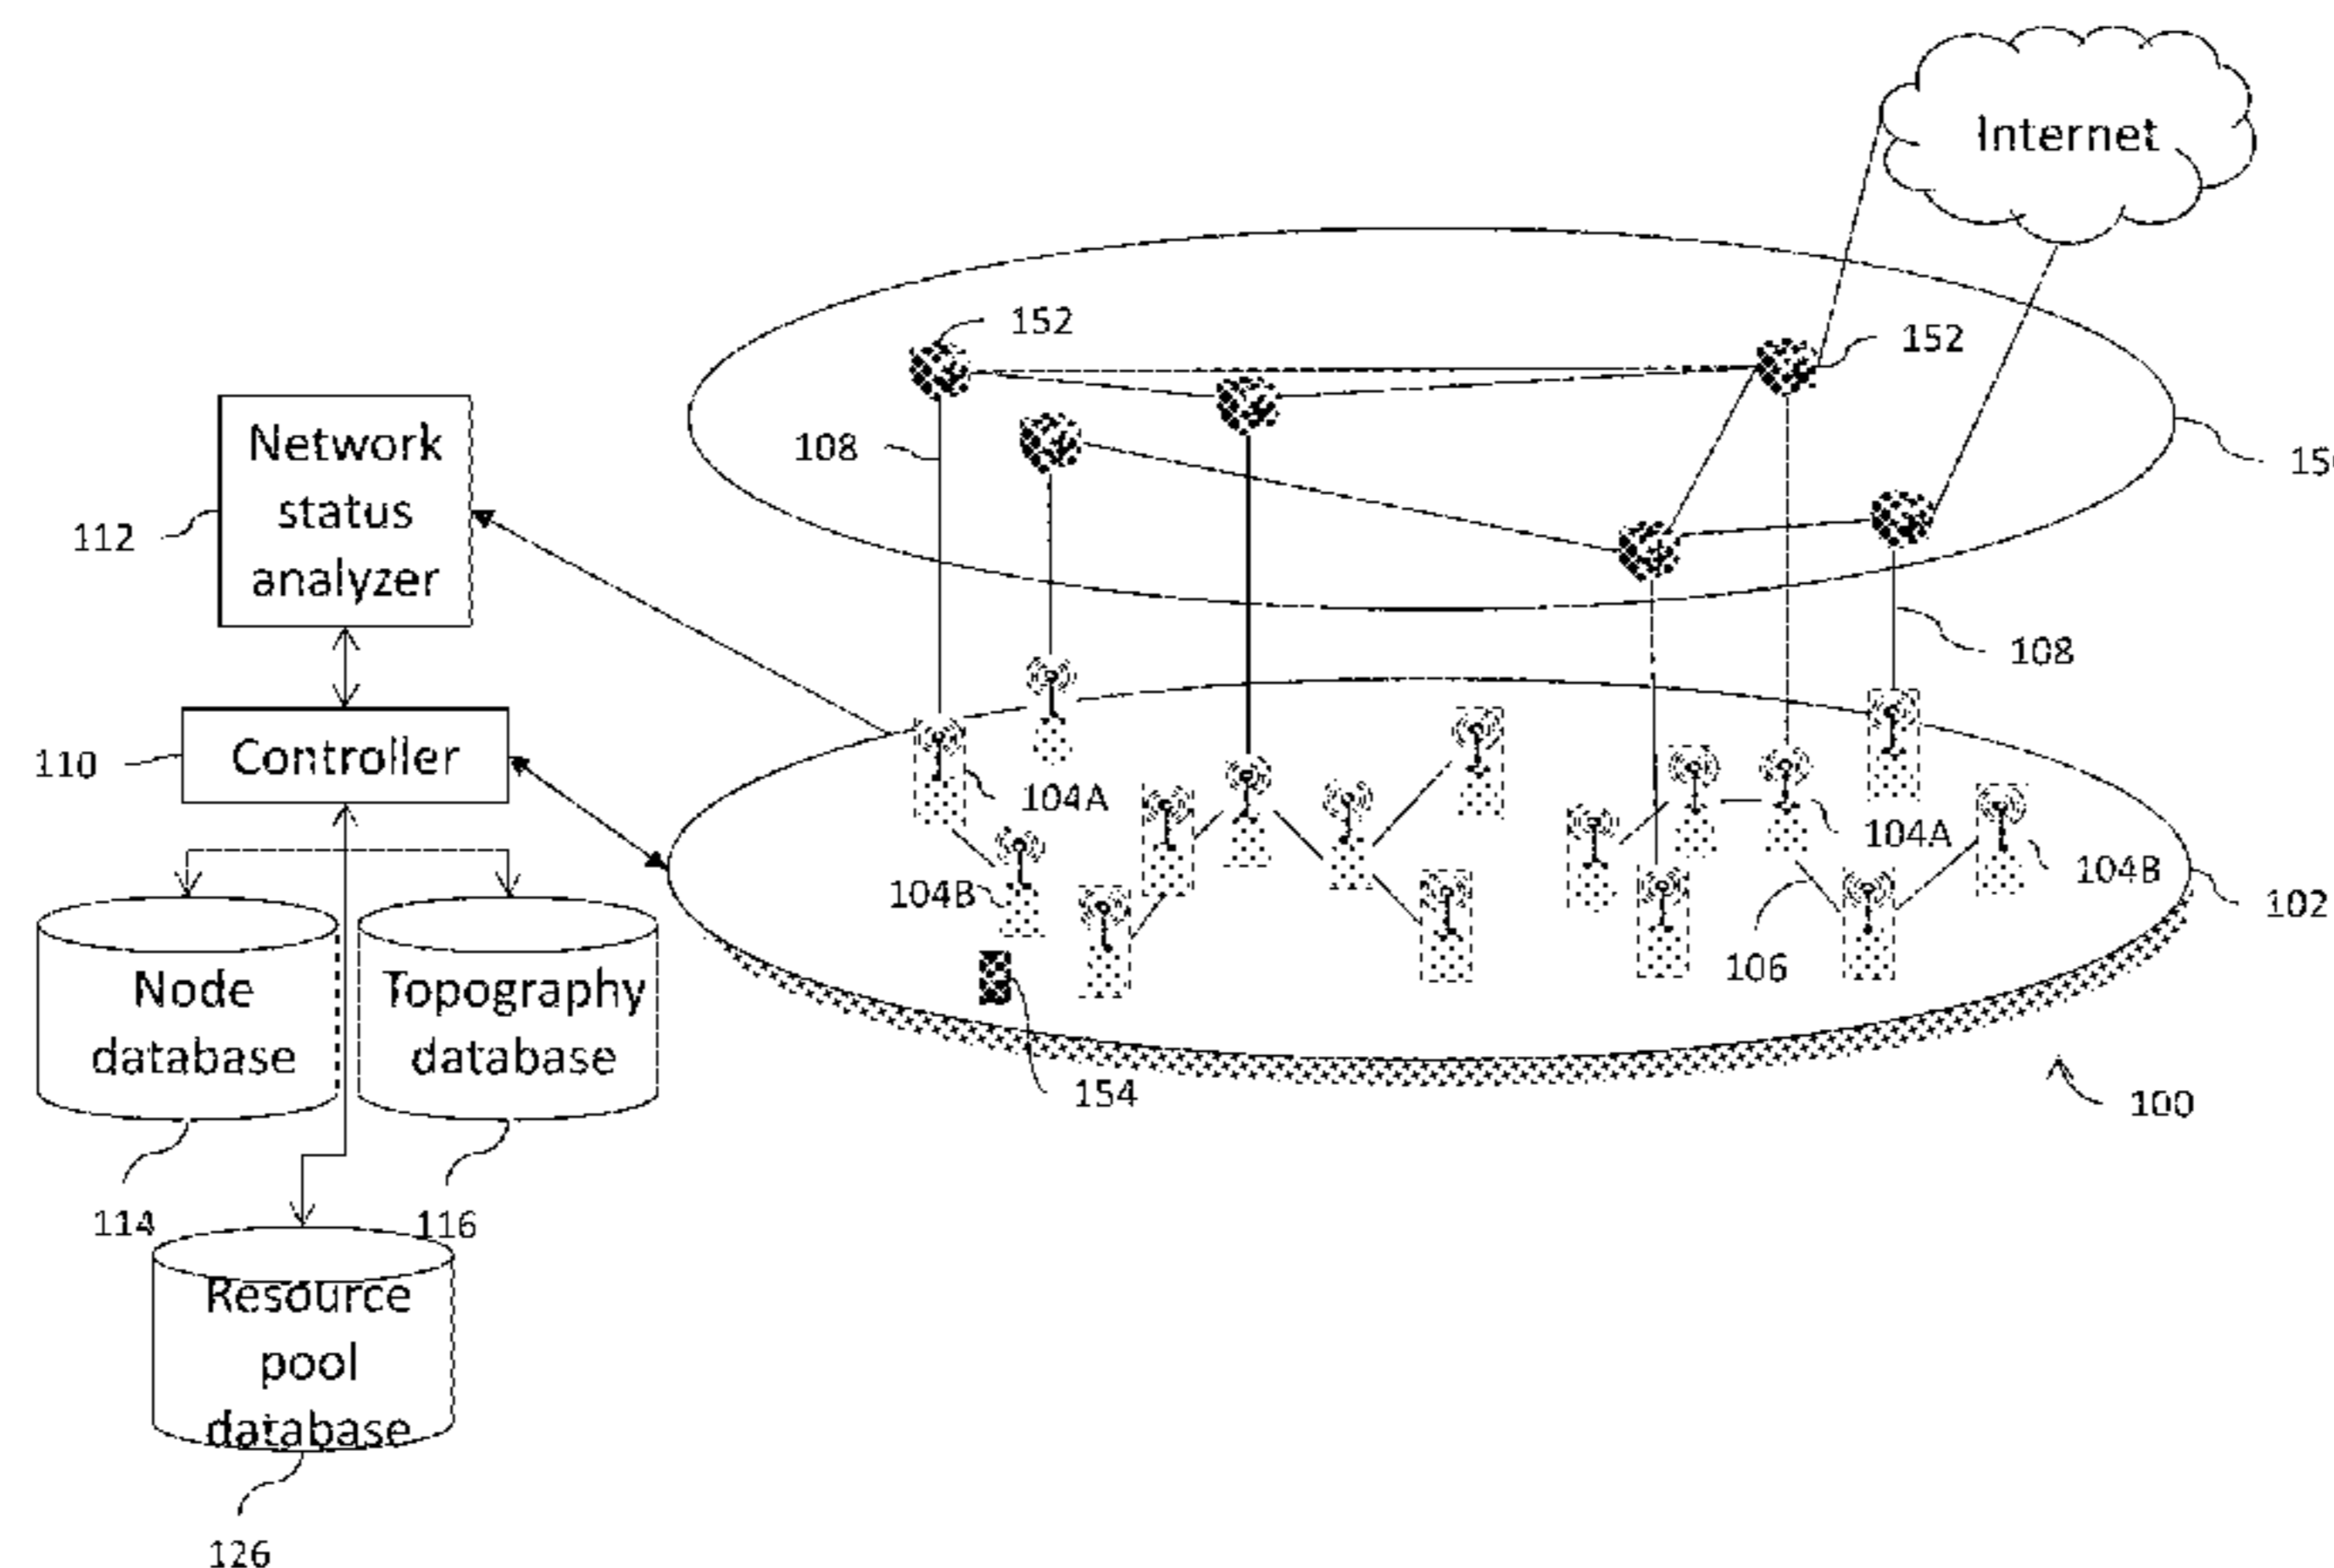 Internet
152
152
108
Network
status
analyzer
112
108
110
Controller
104A
104A
104B
104B
102
106
Node
database
Topography
database
154
100
114
116
Resource
pool
database
126